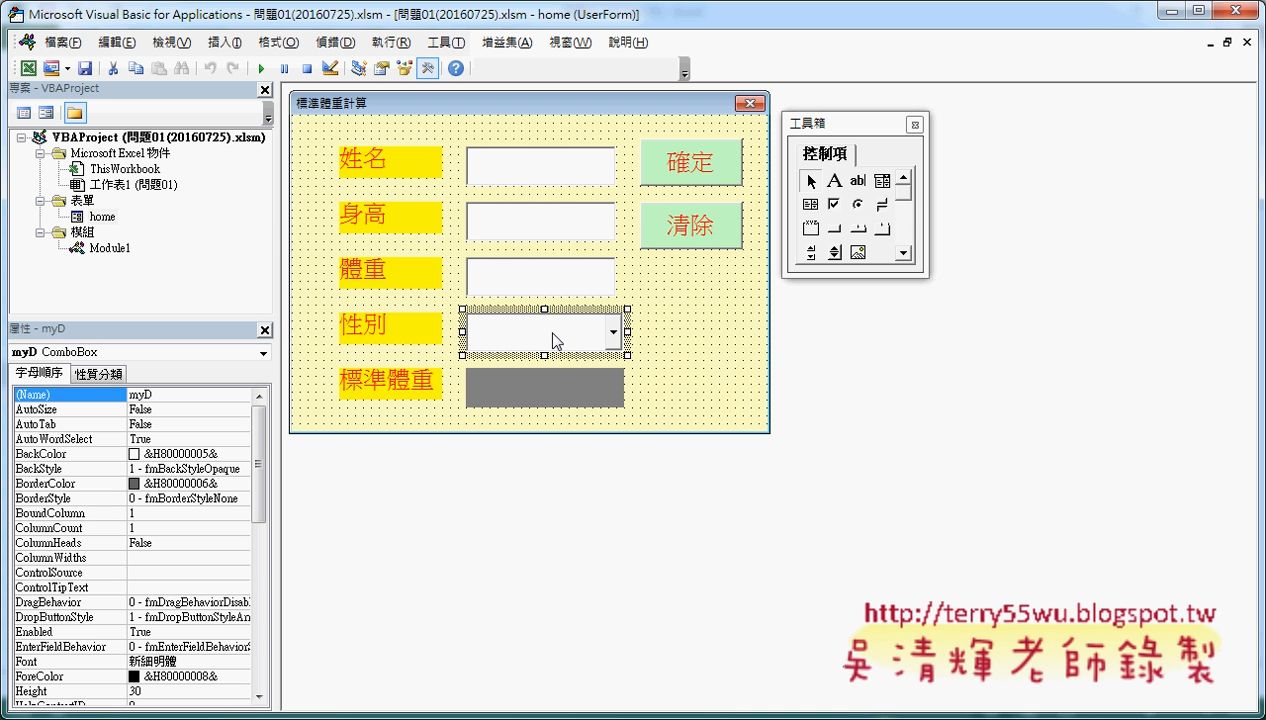 Microsoft Visual Basic for Applications - 問題01(20160725).xlsm - [問題01(20160725).xlsm - home (UserForm)]
檔案(F) 編輯(E) 檢視(V) 插入(I) 格式(O) 偵錯(D) 執行(R) 工具(T) 增益集(A) 視窗(W) 說明(H)
專案 - VBAProject
VBAProject (問題01(20160725).xlsm)
Microsoft Excel 物件
ThisWorkbook
工作表1 (問題01)
表單
home
模組
Module1
屬性 - myD
myD ComboBox
字母順序 性質分類
(Name) myD
AutoSize False
AutoTab False
AutoWordSelect True
BackColor &H80000005&
BackStyle 1 - fmBackStyleOpaque
BorderColor &H80000006&
BorderStyle 0 - fmBorderStyleNone
BoundColumn 1
ColumnCount 1
ColumnHeads False
ColumnWidths
ControlSource
ControlTipText
DragBehavior 0 - fmDragBehaviorDisab
DropButtonStyle 1 - fmDropButtonStyleAr
Enabled True
EnterFieldBehavior 0 - fmEnterFieldBehavior
Font 新細明體
ForeColor &H80000008&
Height 30
標準體重計算
姓名
確定
身高
清除
體重
性別
標準體重
工具箱
控制項
A ab|
http://terry55wu.blogspot.tw
吳清輝老師錄製